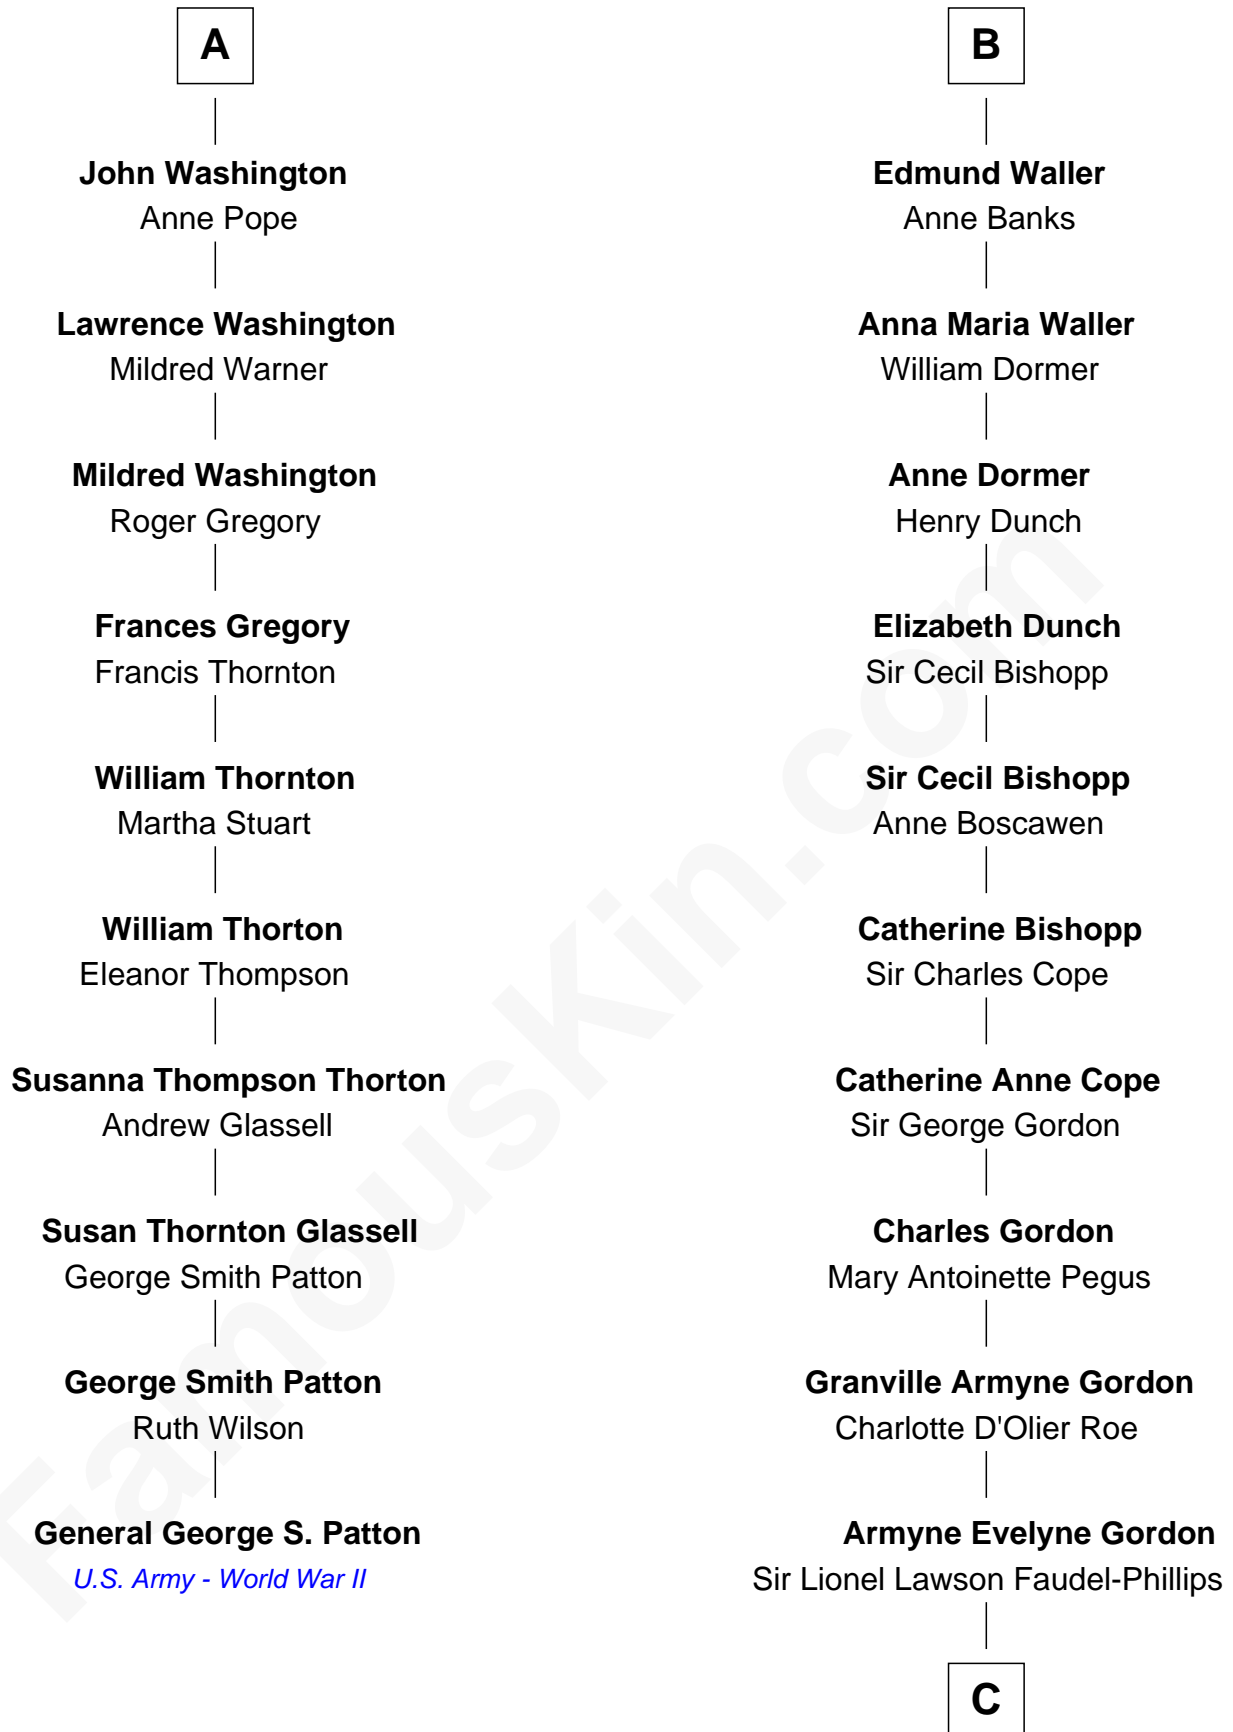 A
John Washington
Anne Pope
Lawrence Washington
Mildred Warner
Mildred Washington
Roger Gregory
Frances Gregory
Francis Thornton
William Thornton
Martha Stuart
William Thorton
Eleanor Thompson
Susanna Thompson Thorton
Andrew Glassell
Susan Thornton Glassell
George Smith Patton
George Smith Patton
Ruth Wilson
General George S. Patton
U.S. Army - World War II
B
Edmund Waller
Anne Banks
Anna Maria Waller
William Dormer
Anne Dormer
Henry Dunch
Elizabeth Dunch
Sir Cecil Bishopp
Sir Cecil Bishopp
Anne Boscawen
Catherine Bishopp
Sir Charles Cope
Catherine Anne Cope
Sir George Gordon
Charles Gordon
Mary Antoinette Pegus
Granville Armyne Gordon
Charlotte D'Olier Roe
Armyne Evelyne Gordon
Sir Lionel Lawson Faudel-Phillips
C
FamousKin.com